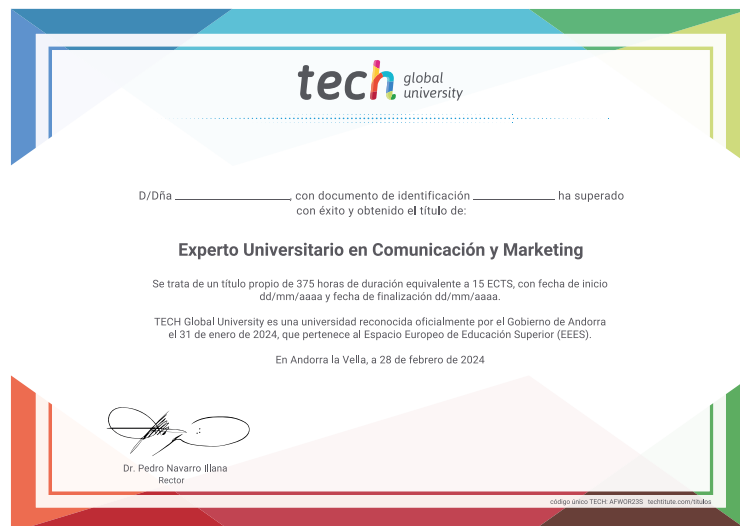 tech global university
D/Dña ____________________, con documento de identificación ______________ ha superado
con éxito y obtenido el título de:
Experto Universitario en Comunicación y Marketing
Se trata de un título propio de 375 horas de duración equivalente a 15 ECTS, con fecha de inicio
dd/mm/aaaa y fecha de finalización dd/mm/aaaa.
TECH Global University es una universidad reconocida oficialmente por el Gobierno de Andorra
el 31 de enero de 2024, que pertenece al Espacio Europeo de Educación Superior (EEES).
En Andorra la Vella, a 28 de febrero de 2024
Dr. Pedro Navarro Illana
Rector
código único TECH: AFWOR23S techtitute.com/titulos